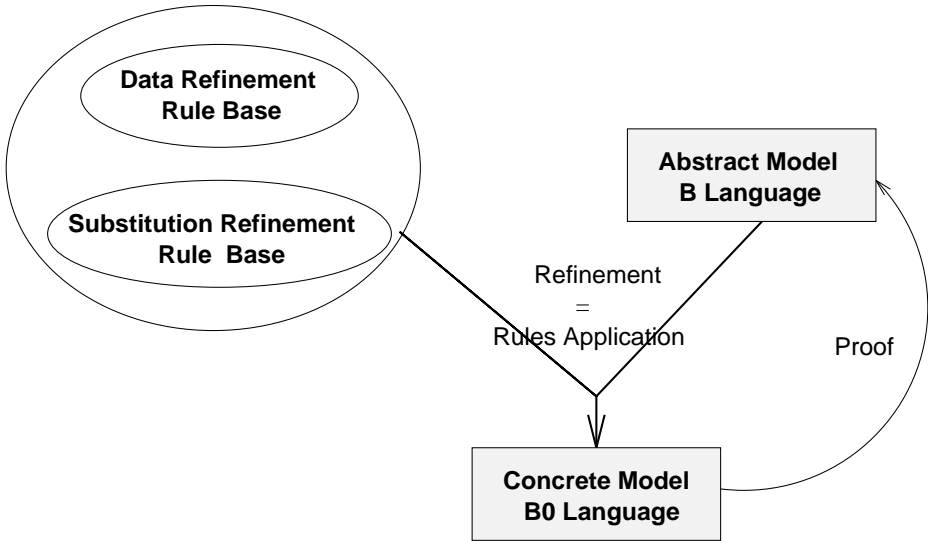 Data Refinement
Rule Base
Substitution Refinement
Rule Base
Abstract Model
B Language
Refinement
=
Rules Application
Proof
Concrete Model
B0 Language